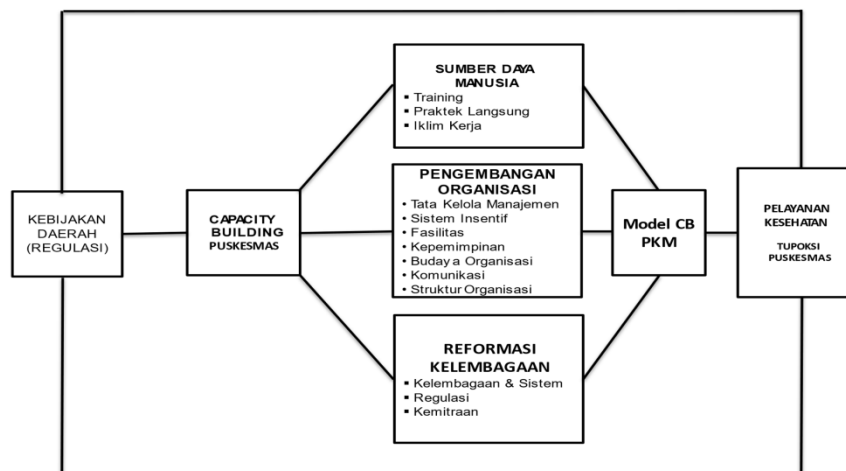 KEBIJAKAN
DAERAH
(REGULASI)
CAPACITY
BUILDING
PUSKESMAS
SUMBER DAYA
MANUSIA
▪ Training
▪ Praktek Langsung
▪ Iklim Kerja
PENGEMBANGAN
ORGANISASI
▪ Tata Kelola Manajemen
▪ Sistem Insentif
▪ Fasilitas
▪ Kepemimpinan
▪ Budaya Organisasi
▪ Komunikasi
▪ Struktur Organisasi
REFORMASI
KELEMBAGAAN
▪ Kelembagaan & Sistem
▪ Regulasi
▪ Kemitraan
Model CB
PKM
PELAYANAN
KESEHATAN
TUPOKSI
PUSKESMAS